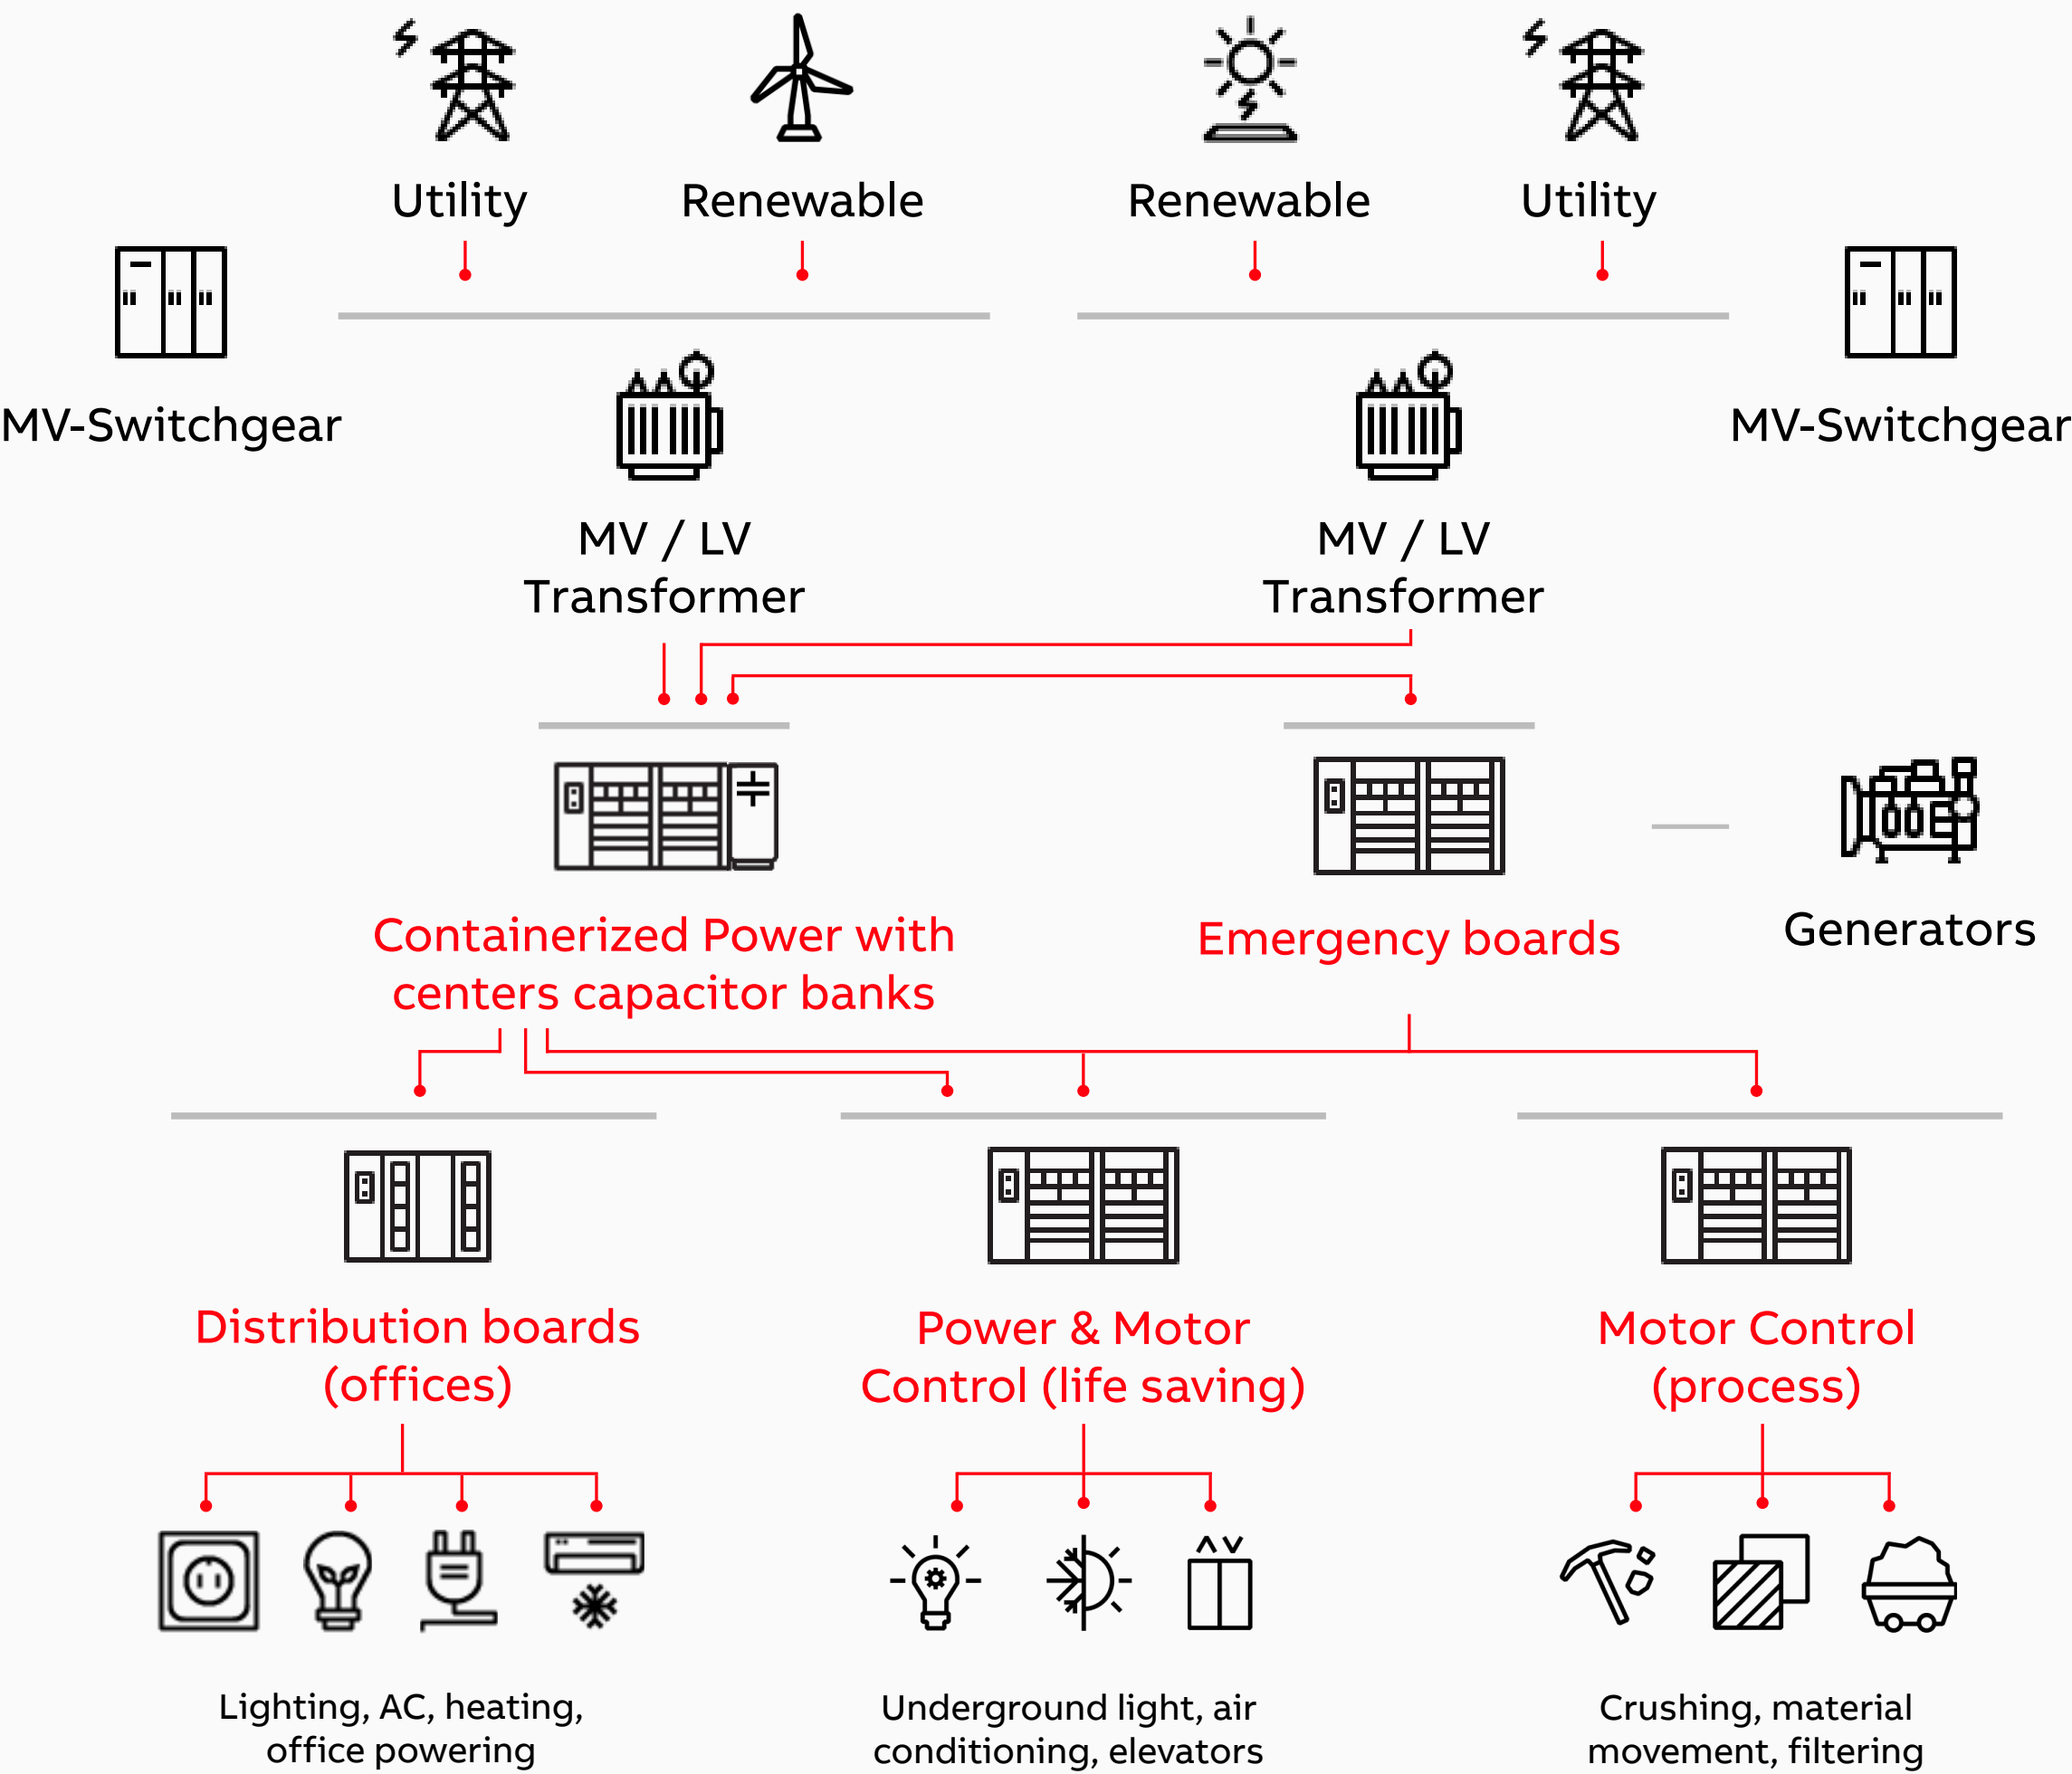 Utility
Renewable
Renewable
Utility
MV-Switchgear
MV-Switchgear
MV / LV
Transformer
MV / LV
Transformer
Containerized Power with
centers capacitor banks
Emergency boards
Generators
Distribution boards
(offices)
Power & Motor
Control (life saving)
Motor Control
(process)
Lighting, AC, heating,
office powering
Underground light, air
conditioning, elevators
Crushing, material
movement, filtering